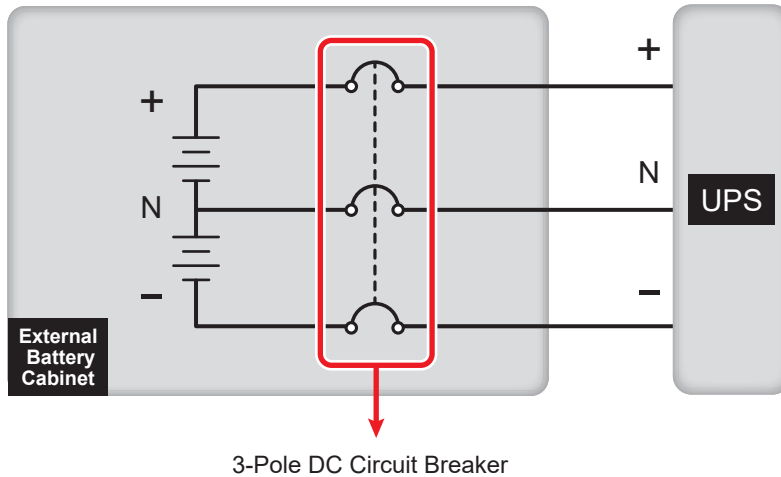 +
+
N
N
UPS
−
−
External
Battery
Cabinet
3-Pole DC Circuit Breaker